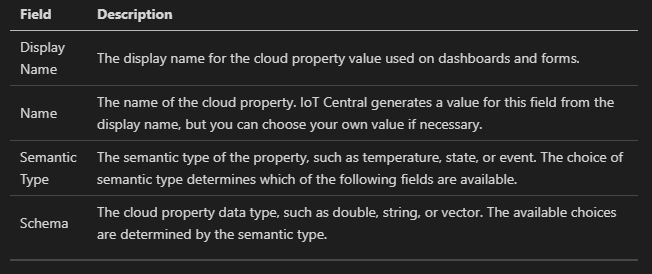 Field Description
Display
Name
The display name for the cloud property value used on dashboards and forms.
Name
The name of the cloud property. IoT Central generates a value for this field from the
display name, but you can choose your own value if necessary.
Semantic
Type
The semantic type of the property, such as temperature, state, or event. The choice of
semantic type determines which of the following fields are available.
Schema
The cloud property data type, such as double, string, or vector. The available choices
are determined by the semantic type.